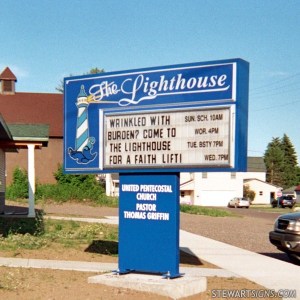 The Lighthouse
WRINKLED WITH
BURDEN? COME TO
THE LIGHTHOUSE
FOR A FAITH LIFT!
SUN. SCH. 10AM
WOR. 4PM
TUE. BSTY 7PM
WED. 7PM
UNITED PENTECOSTAL
CHURCH
PASTOR
THOMAS GRIFFIN
STEWARTSIGNS.COM